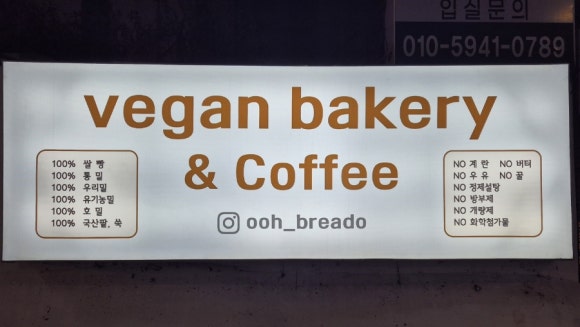 입실문의
010-5941-0789
vegan bakery
& Coffee
ooh_breado
100% 쌀 빵
100% 통 밀
100% 우리밀
100% 유기농밀
100% 호 밀
100% 국산팥, 쑥
NO 계 란 NO 버터
NO 우 유 NO 꿀
NO 정제설탕
NO 방부제
NO 개량제
NO 화학첨가물